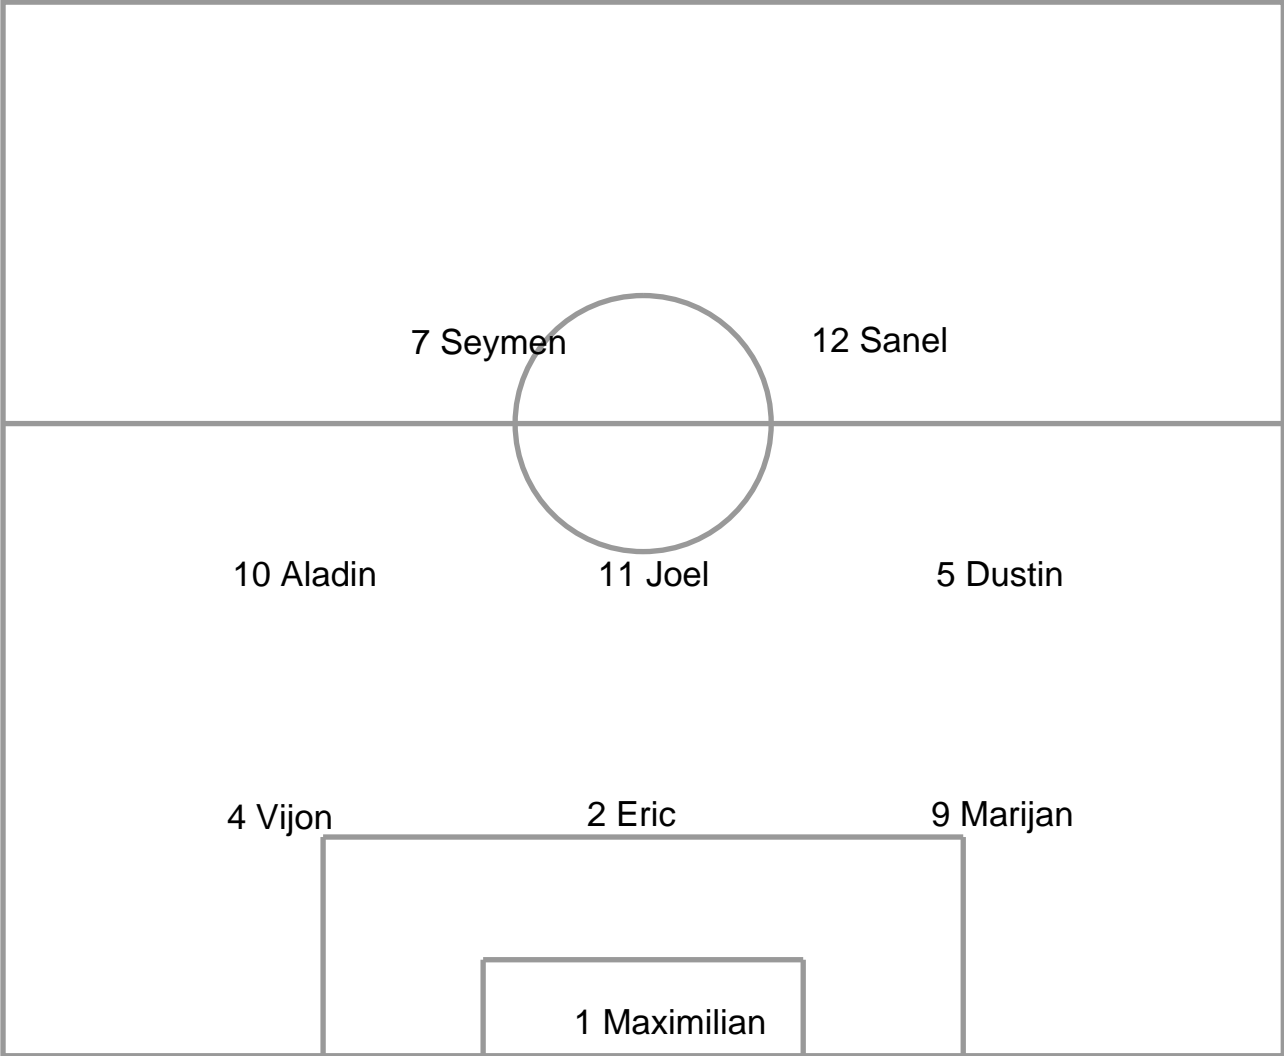 7 Seymen
12 Sanel
10 Aladin
11 Joel
5 Dustin
4 Vijon
2 Eric
9 Marijan
1 Maximilian